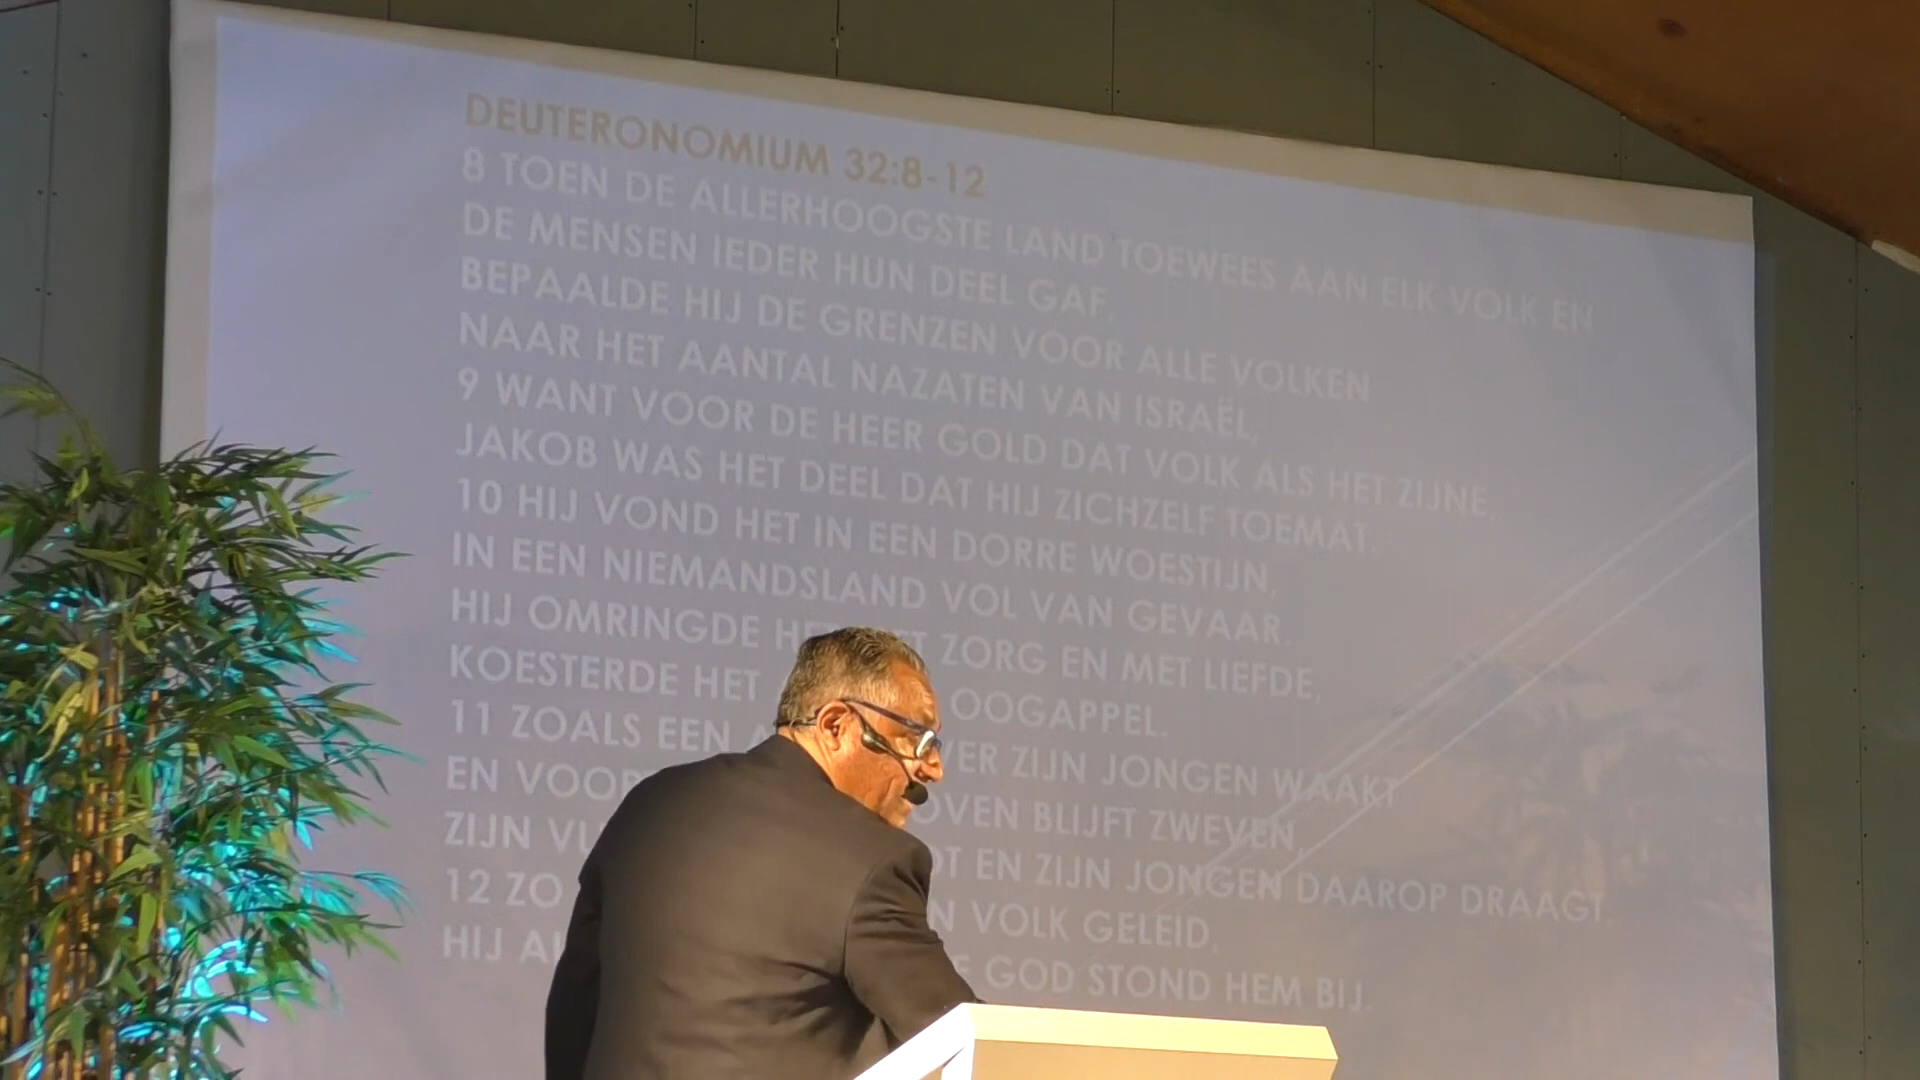 DEUTERONOMIUM 32:8-12
8 TOEN DE ALLERHOOGSTE LAND TOEWEES AAN ELK VOLK EN
DE MENSEN IEDER HUN DEEL GAF,
BEPAALDE HIJ DE GRENZEN VOOR ALLE VOLKEN
NAAR HET AANTAL NAZATEN VAN ISRAËL,
9 WANT VOOR DE HEER GOLD DAT VOLK ALS HET ZIJNE,
JAKOB WAS HET DEEL DAT HIJ ZICHZELF TOEMAT.
10 HIJ VOND HET IN EEN DORRE WOESTIJN,
IN EEN NIEMANDSLAND VOL VAN GEVAAR.
HIJ OMRINGDE ZORG EN MET LIEFDE,
KOESTERDE HET OOGAPPEL.
11 ZOALS EEN ZIJN JONGEN WAAKT
EN BLIJFT ZWEVEN,
ZIJN EN ZIJN JONGEN DAAROP DRAAGT,
12 ZO VOLK GELEID,
HIJ GOD STOND HEM BIJ.